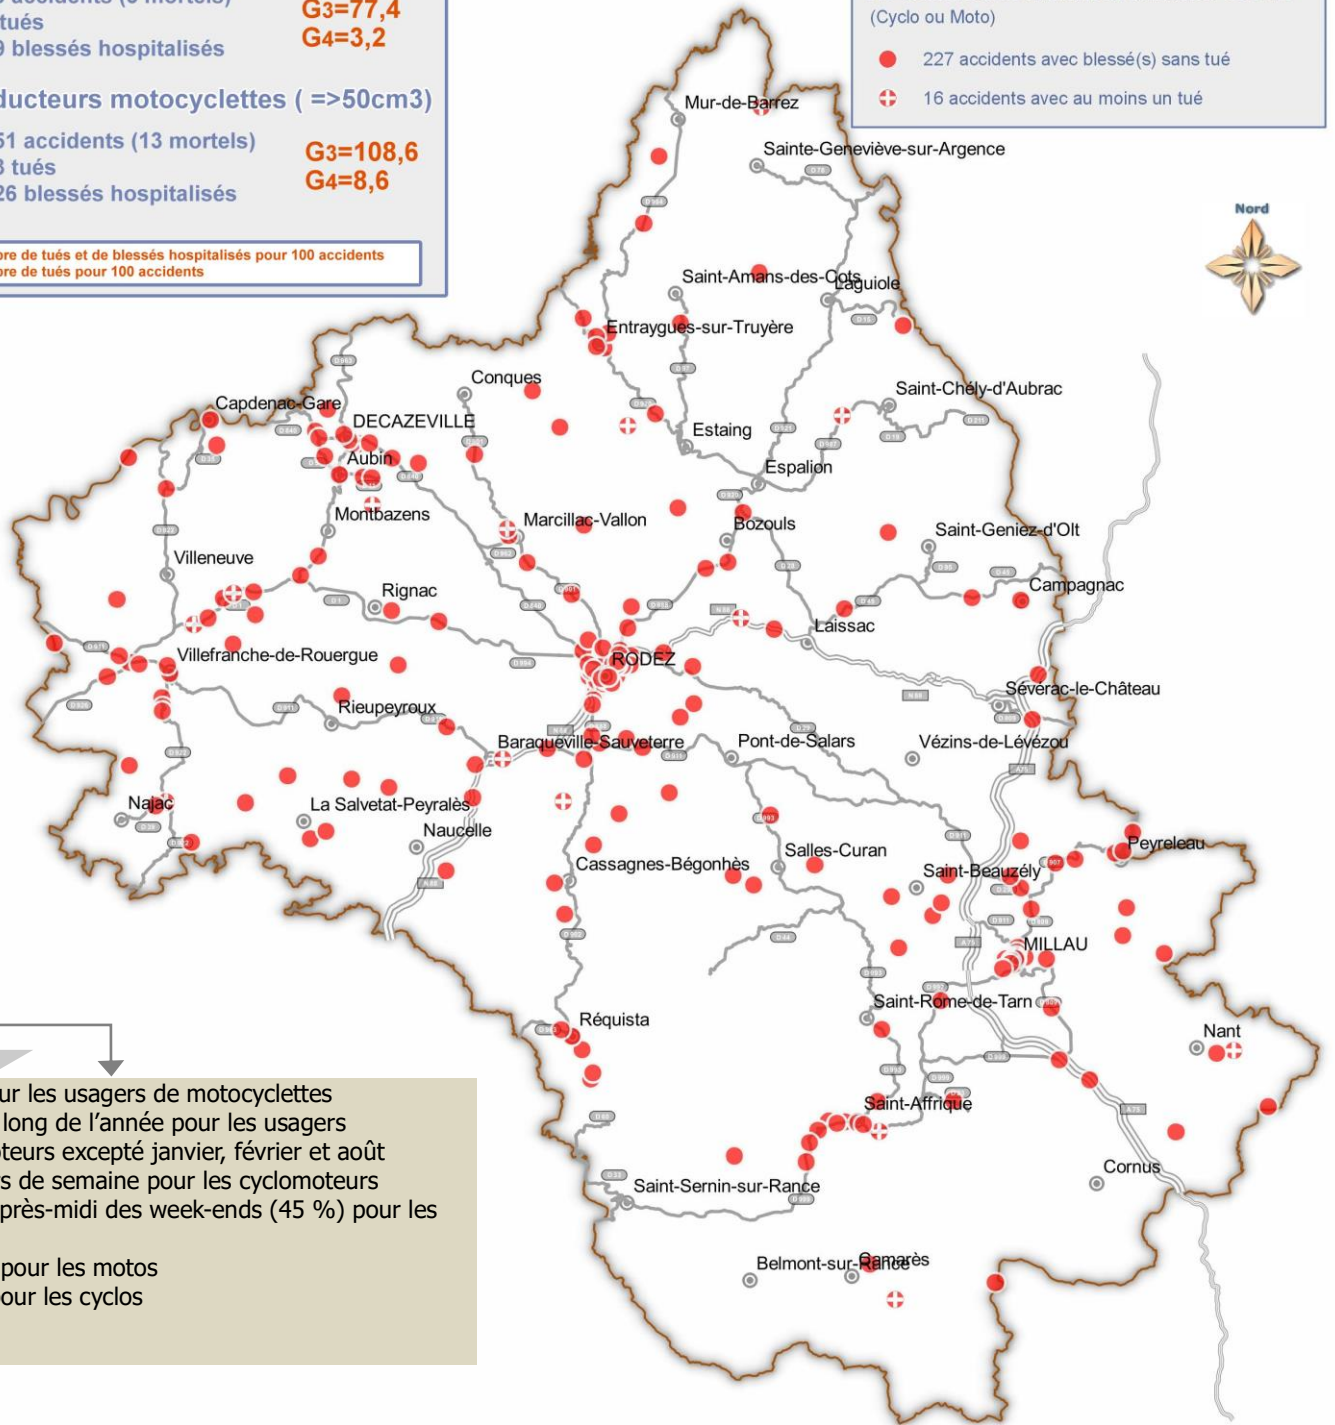 accidents (3 mortels)
tués
9 blessés hospitalisés
G3=77,4
G4=3,2
ducteurs motocyclettes ( =>50cm3)
51 accidents (13 mortels)
3 tués
26 blessés hospitalisés
G3=108,6
G4=8,6
bre de tués et de blessés hospitalisés pour 100 accidents
bre de tués pour 100 accidents
(Cyclo ou Moto)
227 accidents avec blessé(s) sans tué
16 accidents avec au moins un tué
Nord
Mur-de-Barrez
Sainte-Geneviève-sur-Argence
Saint-Amans-des-Cots
Laguiole
Entraygues-sur-Truyère
Conques
Saint-Chély-d'Aubrac
Capdenac-Gare
DECAZEVILLE
Estaing
Aubin
Espalion
Montbazens
Marcillac-Vallon
Bozouls
Saint-Geniez-d'Olt
Villeneuve
Rignac
Campagnac
Laissac
Villefranche-de-Rouergue
RODEZ
Sévérac-le-Château
Rieupeyroux
Baraqueville-Sauveterre
Pont-de-Salars
Vézins-de-Lévézou
Najac
La Salvetat-Peyralès
Naucelle
Peyreleau
Cassagnes-Bégonhès
Salles-Curan
Saint-Beauzély
MILLAU
Saint-Rome-de-Tarn
Réquista
Nant
Saint-Affrique
Cornus
Saint-Sernin-sur-Rance
Belmont-sur-Rance
Camarès
ur les usagers de motocyclettes
long de l'année pour les usagers
oteurs excepté janvier, février et août
rs de semaine pour les cyclomoteurs
près-midi des week-ends (45 %) pour les
pour les motos
pour les cyclos